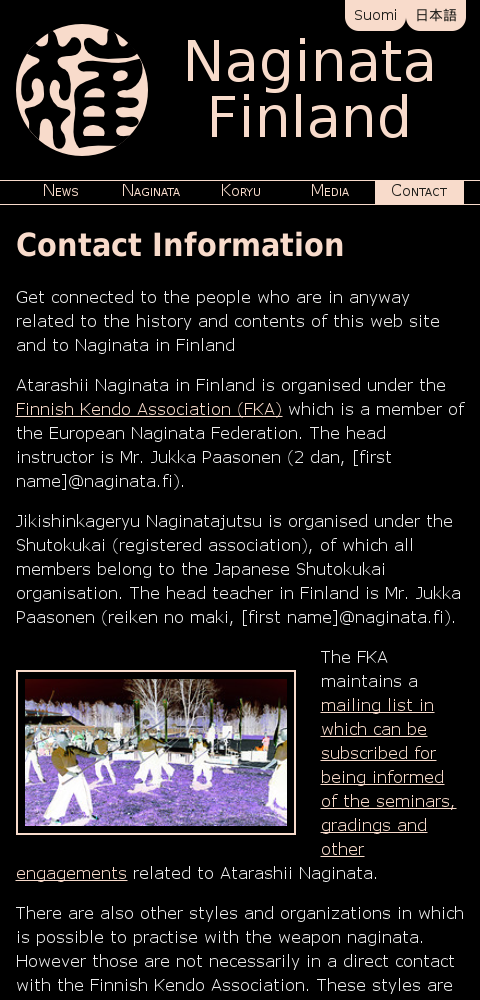 Suomi 日本語
Naginata
Finland
News Naginata Koryu Media Contact
Contact Information
Get connected to the people who are in anyway
related to the history and contents of this web site
and to Naginata in Finland
Atarashii Naginata in Finland is organised under the
Finnish Kendo Association (FKA) which is a member of
the European Naginata Federation. The head
instructor is Mr. Jukka Paasonen (2 dan, [first
name]@naginata.fi).
Jikishinkageryu Naginatajutsu is organised under the
Shutokukai (registered association), of which all
members belong to the Japanese Shutokukai
organisation. The head teacher in Finland is Mr. Jukka
Paasonen (reiken no maki, [first name]@naginata.fi).
The FKA
maintains a
mailing list in
which can be
subscribed for
being informed
of the seminars,
gradings and
other
engagements related to Atarashii Naginata.
There are also other styles and organizations in which
is possible to practise with the weapon naginata.
However those are not necessarily in a direct contact
with the Finnish Kendo Association. These styles are